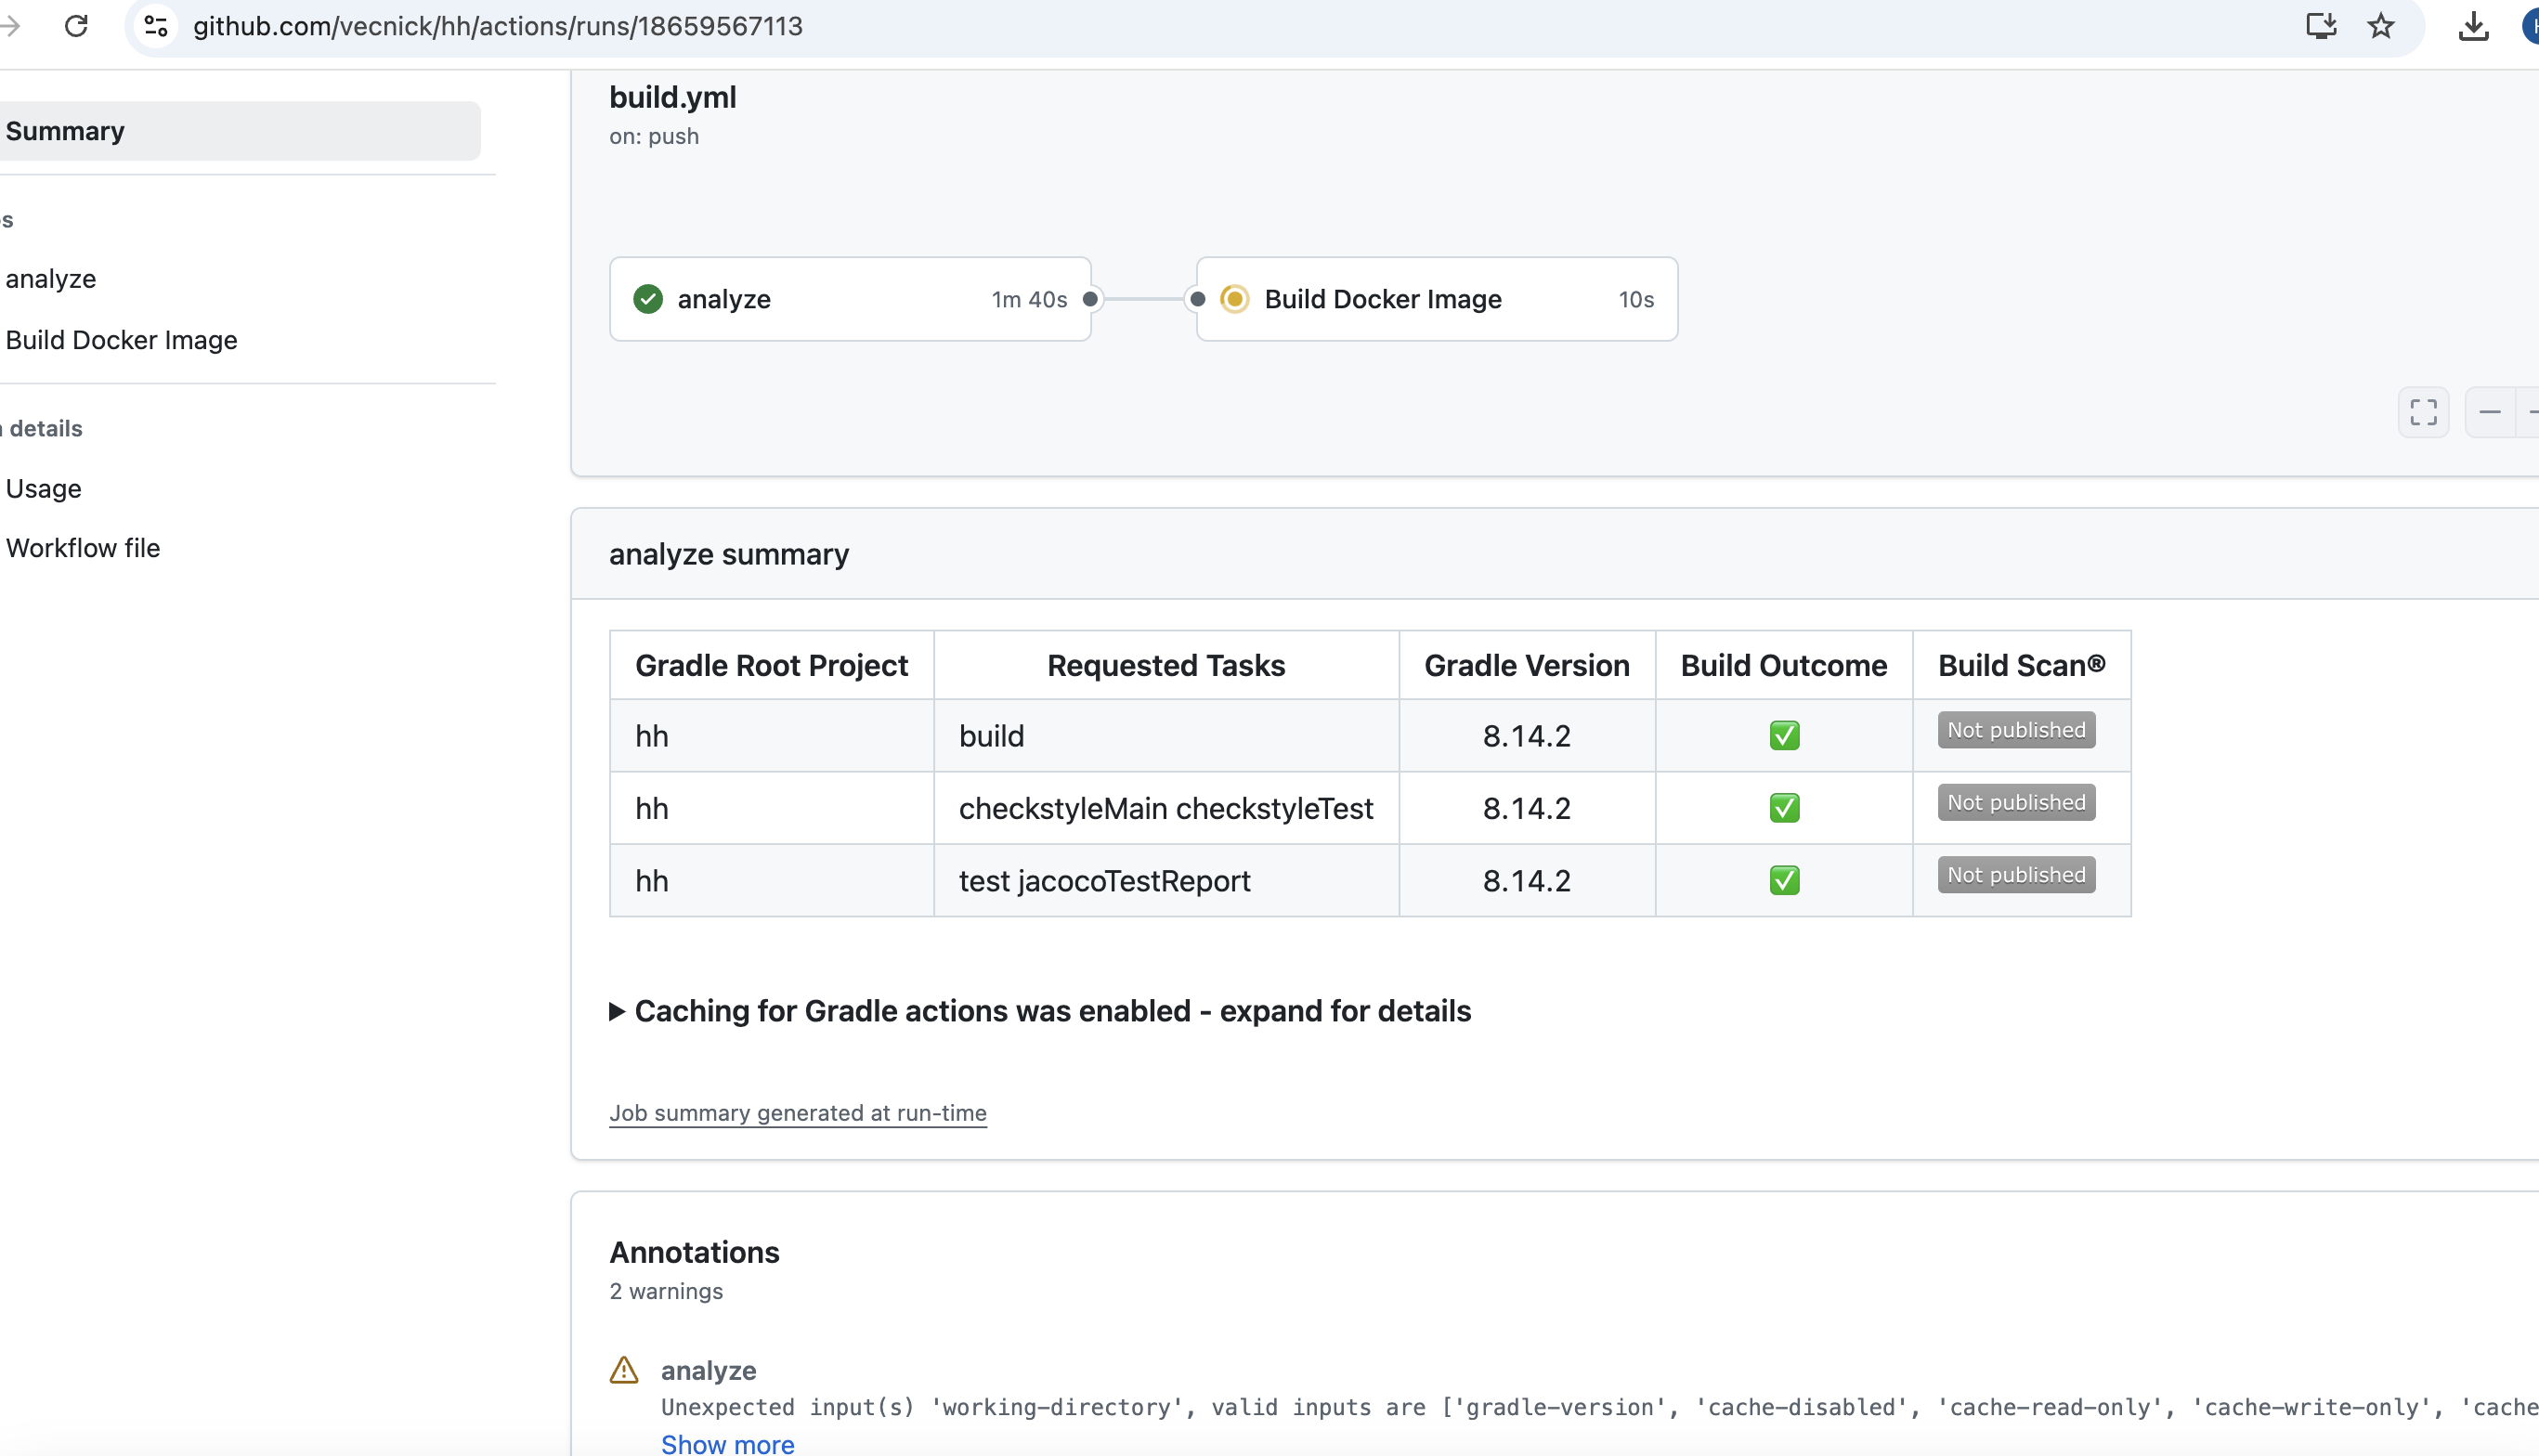 github.com/vecnick/hh/actions/runs/18659567113
Summary
analyze
Build Docker Image
details
Usage
Workflow file
build.yml
on: push
analyze 1m 40s
Build Docker Image 10s
analyze summary
Gradle Root Project Requested Tasks Gradle Version Build Outcome Build Scan®
hh build 8.14.2 Not published
hh checkstyleMain checkstyleTest 8.14.2 Not published
hh test jacocoTestReport 8.14.2 Not published
Caching for Gradle actions was enabled - expand for details
Job summary generated at run-time
Annotations
2 warnings
analyze
Unexpected input(s) 'working-directory', valid inputs are ['gradle-version', 'cache-disabled', 'cache-read-only', 'cache-write-only', 'cache
Show more